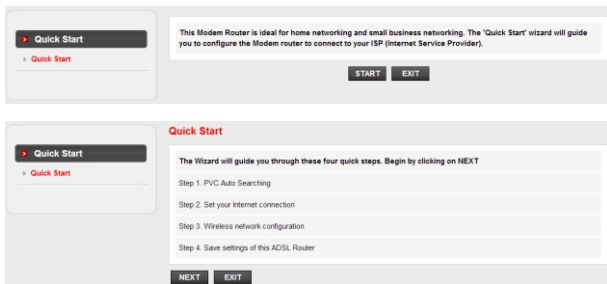 Quick Start
Quick Start
This Modem Router is ideal for home networking and small business networking. The 'Quick Start' wizard will guide
you to configure the Modem router to connect to your ISP (Internet Service Provider).
START EXIT
Quick Start
Quick Start
Quick Start
The Wizard will guide you through these four quick steps. Begin by clicking on NEXT
Step 1. PVC Auto Searching
Step 2. Set your Internet connection
Step 3. Wireless network configuration
Step 4. Save settings of this ADSL Router
NEXT EXIT